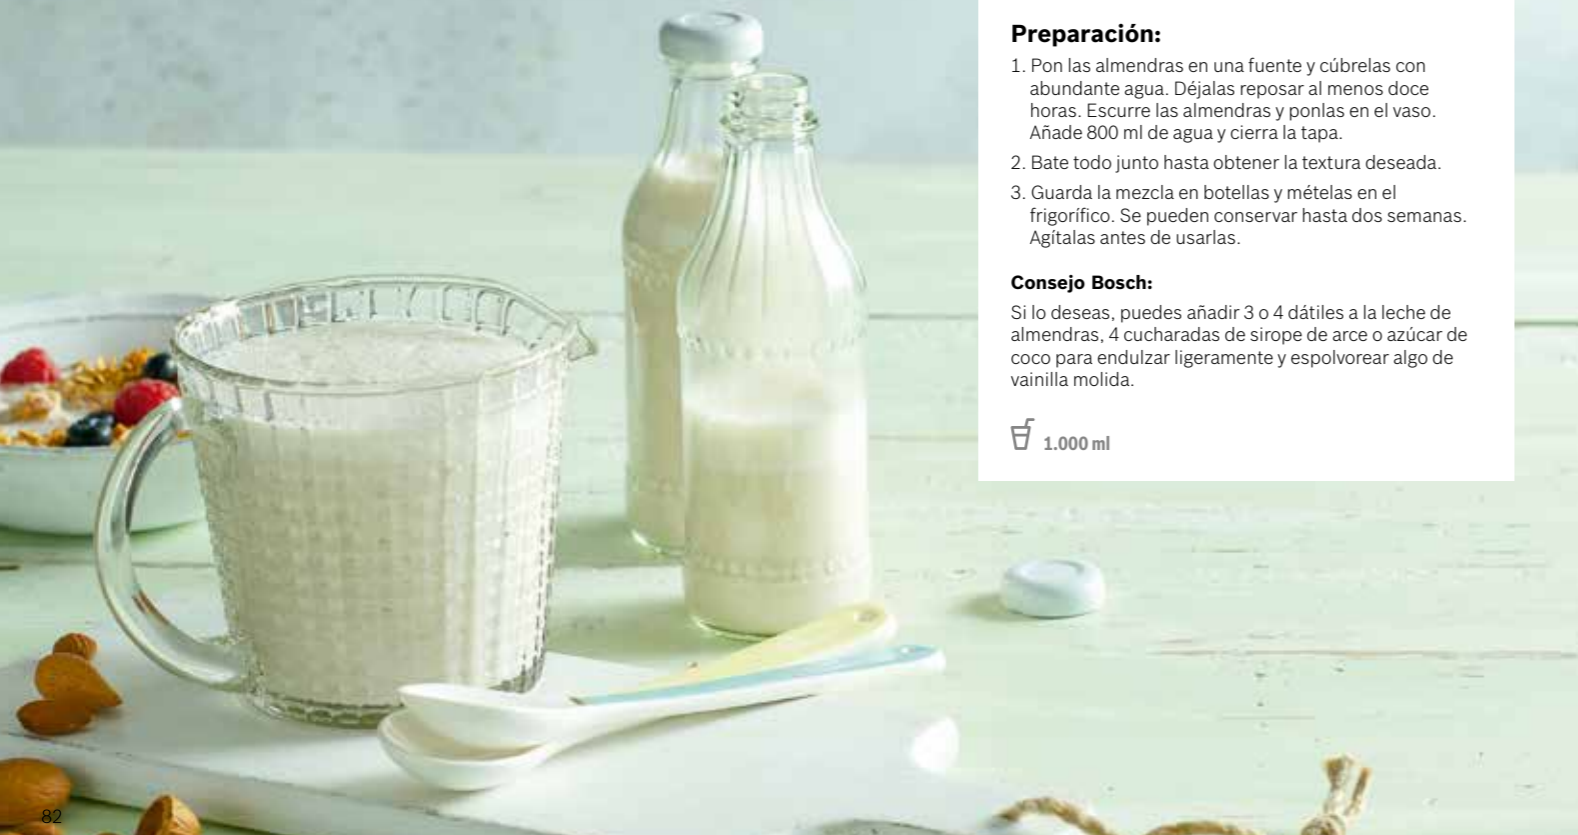 Preparación:
1. Pon las almendras en una fuente y cúbrelas con
abundante agua. Déjalas reposar al menos doce
horas. Escurre las almendras y ponlas en el vaso.
Añade 800 ml de agua y cierra la tapa.
2. Bate todo junto hasta obtener la textura deseada.
3. Guarda la mezcla en botellas y mételas en el
frigorífico. Se pueden conservar hasta dos semanas.
Agítalas antes de usarlas.
Consejo Bosch:
Si lo deseas, puedes añadir 3 o 4 dátiles a la leche de
almendras, 4 cucharadas de sirope de arce o azúcar de
coco para endulzar ligeramente y espolvorear algo de
vainilla molida.
1.000 ml
82